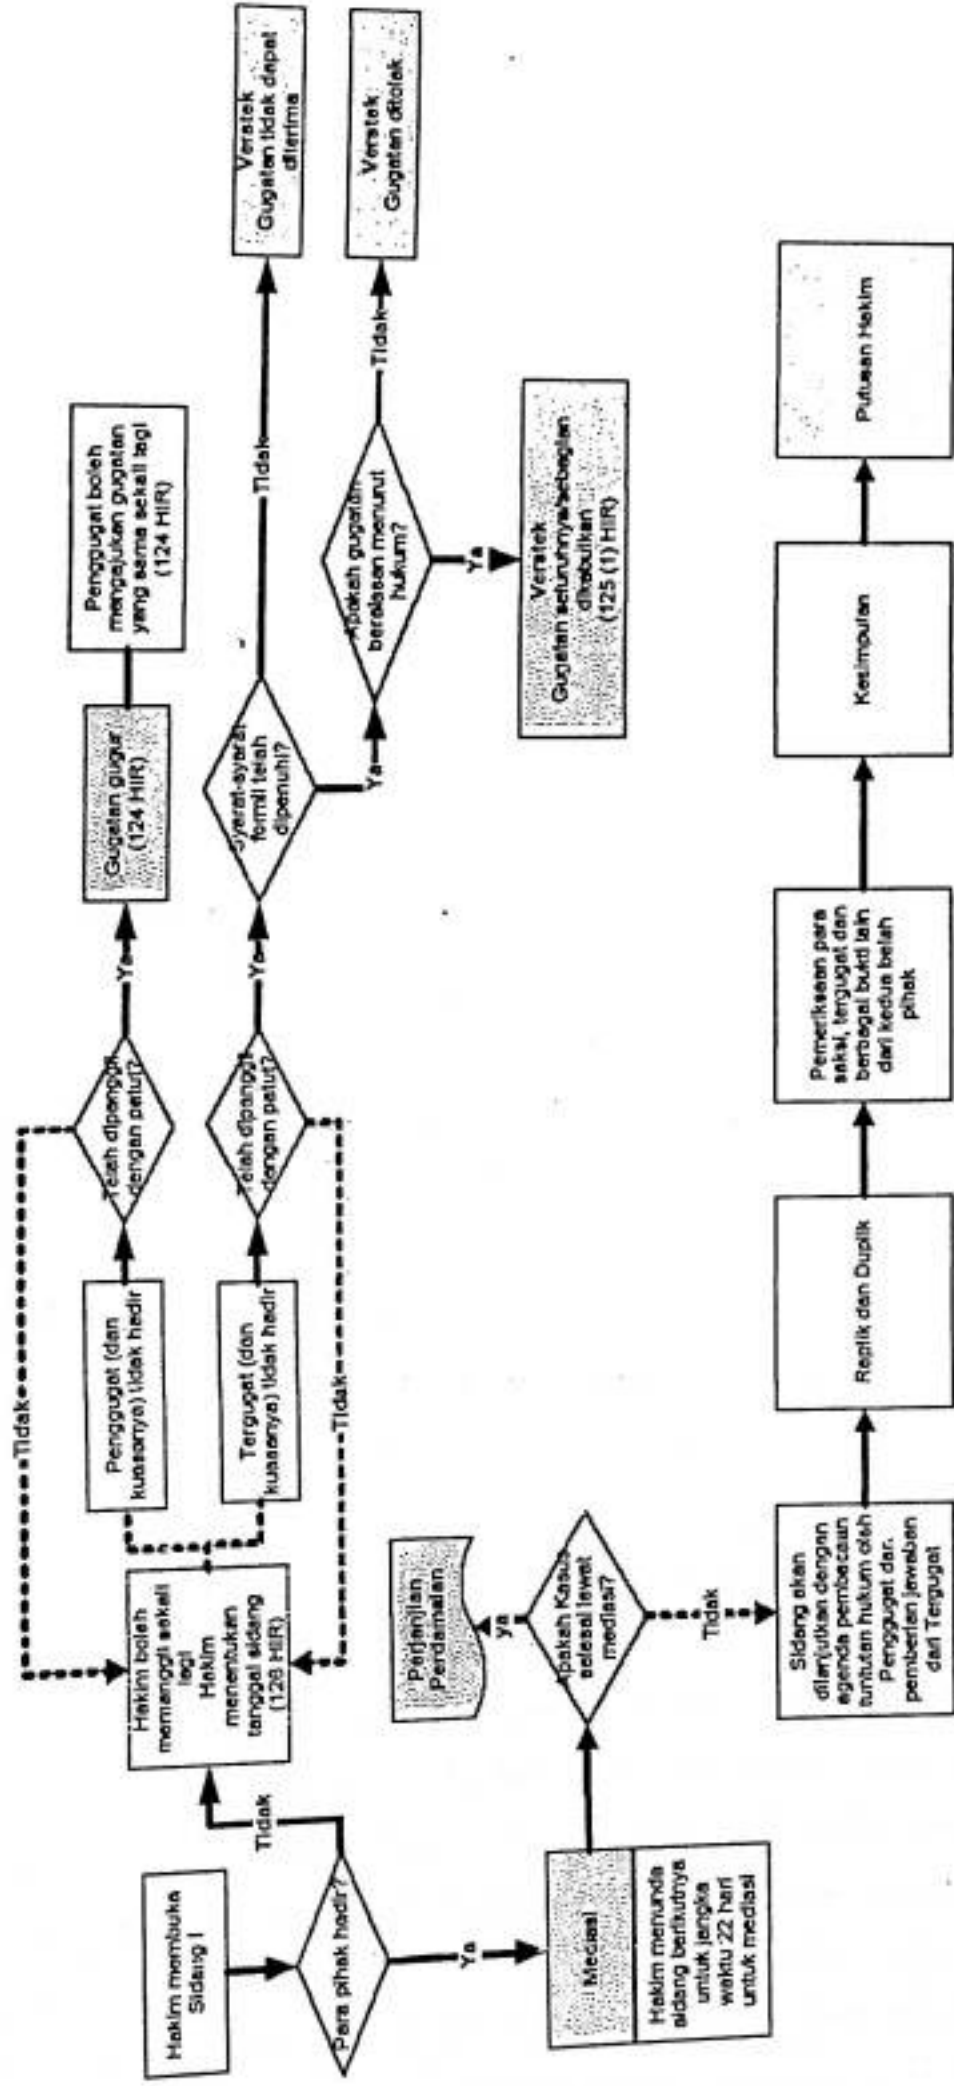 Hakim membuka
Sidang I
Para pihak hadir?
Tidak
Ya
Hakim boleh
memanggil sekali
lagi
Hakim
menentukan
tanggal sidang
(126 HIR)
Tidak
Penggugat (dan
kuasanya) tidak hadir
Telah dipanggil
dengan patut?
Ya
Gugatan gugur
(124 HIR)
Penggugat boleh
mengajukan gugatan
yang sama sekali lagi
(124 HIR)
Tergugat (dan
kuasanya) tidak hadir
Telah dipanggil
dengan patut?
Tidak
Ya
Syarat-syarat
formil telah
dipenuhi?
Tidak
Verstek
Gugatan tidak dapat
diterima
Ya
Apakah gugatan
beralasan menurut
hukum?
Tidak
Verstek
Gugatan ditolak
Ya
Verstek
Gugatan seluruhnya/sebagian
dikabulkan
(125 (1) HIR)
Mediasi
Hakim menunda
sidang berikutnya
untuk jangka
waktu 22 hari
untuk mediasi
Apakah Kasus
selesai lewat
mediasi?
ya
Perjanjian
Perdamaian
Tidak
Sidang akan
dilanjutkan dengan
agenda pembacaan
tuntutan hukum oleh
Penggugat dan
pemberian jawaban
dari Tergugat
Replik dan Duplik
Pemeriksaan para
saksi, tergugat dan
berbagai bukti lain
dari kedua belah
pihak
Kesimpulan
Putusan Hakim